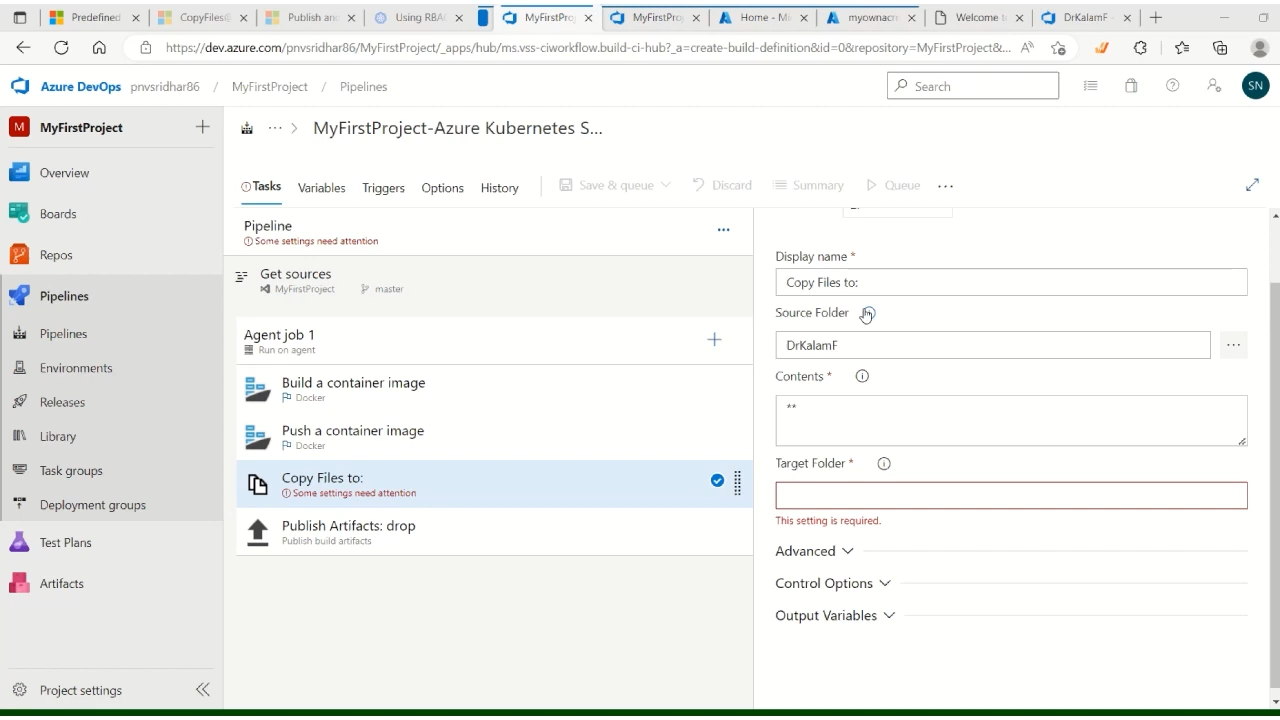 Predefined
CopyFiles@
Publish and
Using RBA
MyFirstPro
MyFirstPro
Home - Mi
myownacr
Welcome t
DrKalamF -
https://dev.azure.com/pnvsridhar86/MyFirstProject/_apps/hub/ms.vss-ciworkflow.build-ci-hub?_a=create-build-definition&id=0&repository=MyFirstProject&...
Azure DevOps pnvsridhar86 / MyFirstProject / Pipelines
Search
SN
M MyFirstProject
MyFirstProject-Azure Kubernetes S...
Overview
Boards
Repos
Pipelines
Pipelines
Environments
Releases
Library
Task groups
Deployment groups
Test Plans
Artifacts
Project settings
Tasks Variables Triggers Options History Save & queue Discard Summary Queue ...
Pipeline
Some settings need attention
Get sources
MyFirstProject master
Agent job 1
Run on agent
Build a container image
Docker
Push a container image
Docker
Copy Files to:
Some settings need attention
Publish Artifacts: drop
Publish build artifacts
Display name *
Copy Files to:
Source Folder
DrKalamF
Contents *
**
Target Folder *
This setting is required.
Advanced
Control Options
Output Variables